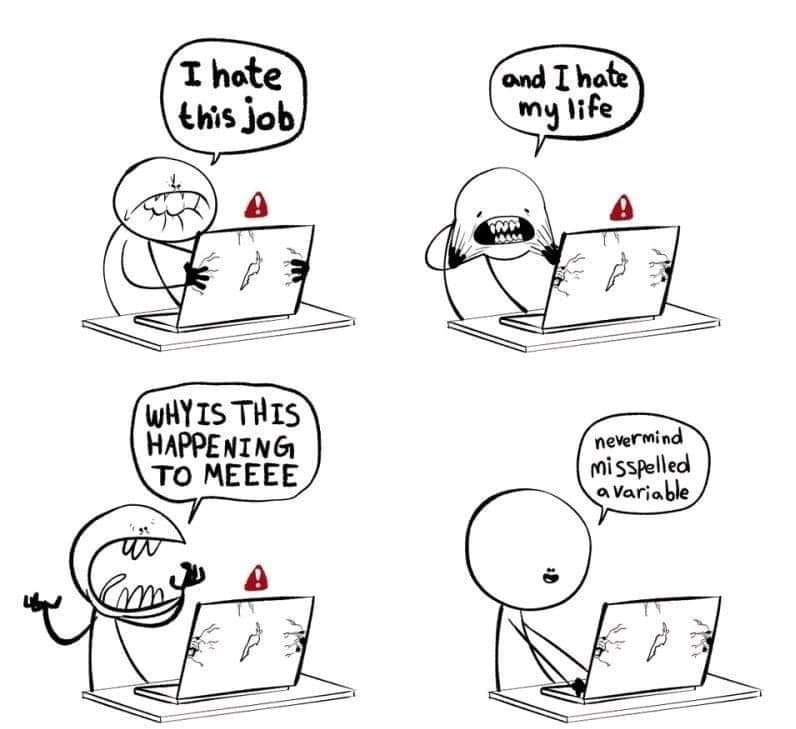 I hate
this job
and I hate
my life
WHY IS THIS
HAPPENING
TO MEEEE
nevermind
misspelled
a variable